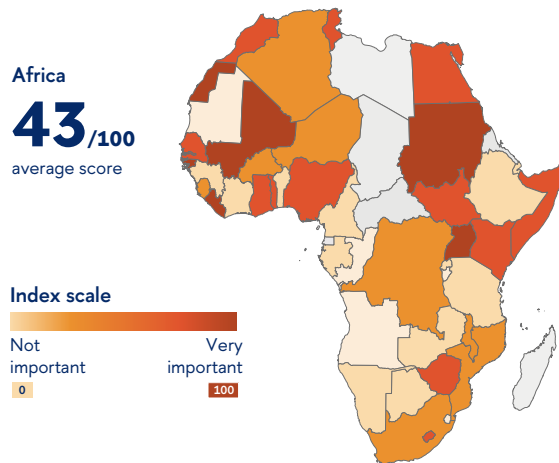 Africa
43/100
average score
Index scale
Not important
Very important
0
100